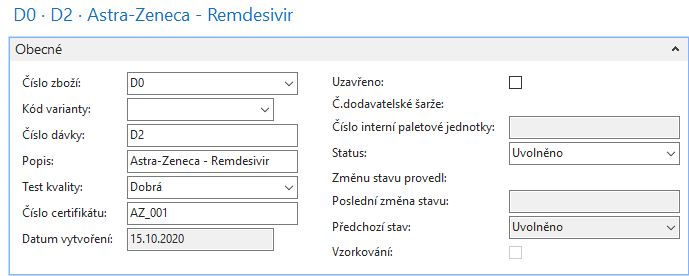 D0 · D2 · Astra-Zeneca - Remdesivir
Obecné
Číslo zboží: D0
Kód varianty:
Číslo dávky: D2
Popis: Astra-Zeneca - Remdesivir
Test kvality: Dobrá
Číslo certifikátu: AZ_001
Datum vytvoření: 15.10.2020
Uzavřeno:
Č.dodavatelské šarže:
Číslo interní paletové jednotky:
Status: Uvolněno
Změnu stavu provedl:
Poslední změna stavu:
Předchozí stav: Uvolněno
Vzorkování: